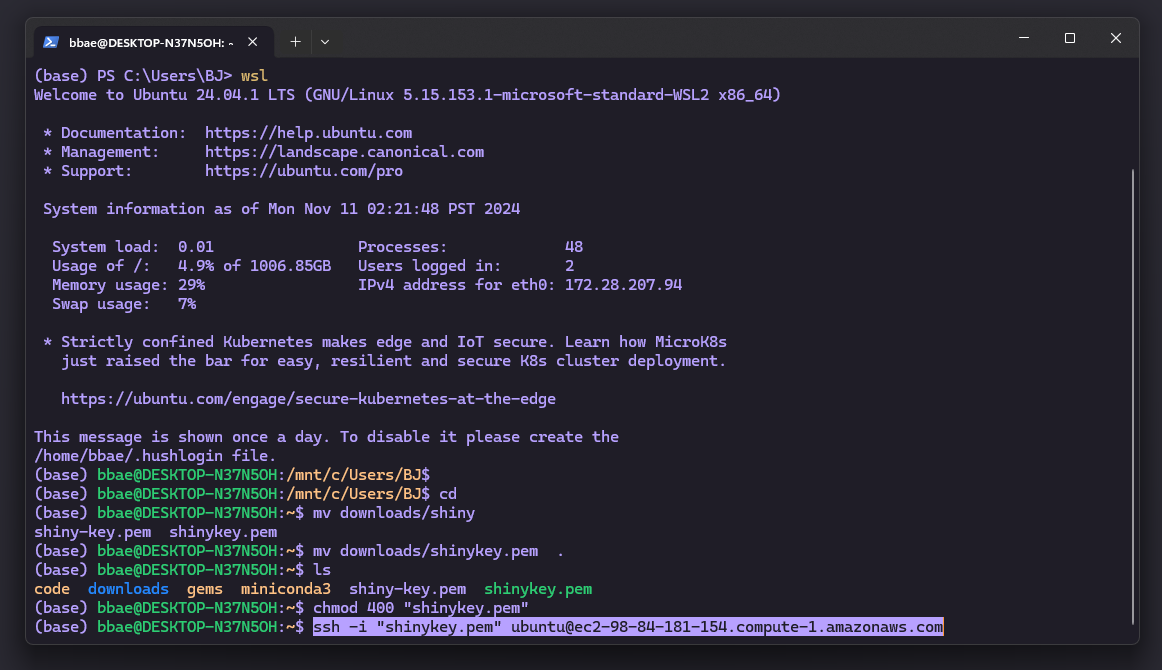 bbae@DESKTOP-N37N5OH: ~
(base) PS C:\Users\BJ> wsl
Welcome to Ubuntu 24.04.1 LTS (GNU/Linux 5.15.153.1-microsoft-standard-WSL2 x86_64)
* Documentation:  https://help.ubuntu.com
* Management:     https://landscape.canonical.com
* Support:        https://ubuntu.com/pro
System information as of Mon Nov 11 02:21:48 PST 2024
System load:  0.01                Processes:             48
Usage of /:   4.9% of 1006.85GB   Users logged in:       2
Memory usage: 29%                 IPv4 address for eth0: 172.28.207.94
Swap usage:   7%
* Strictly confined Kubernetes makes edge and IoT secure. Learn how MicroK8s
just raised the bar for easy, resilient and secure K8s cluster deployment.
https://ubuntu.com/engage/secure-kubernetes-at-the-edge
This message is shown once a day. To disable it please create the
/home/bbae/.hushlogin file.
(base) bbae@DESKTOP-N37N5OH:/mnt/c/Users/BJ$
(base) bbae@DESKTOP-N37N5OH:/mnt/c/Users/BJ$ cd
(base) bbae@DESKTOP-N37N5OH:~$ mv downloads/shiny
shiny-key.pem  shinykey.pem
(base) bbae@DESKTOP-N37N5OH:~$ mv downloads/shinykey.pem  .
(base) bbae@DESKTOP-N37N5OH:~$ ls
code  downloads  gems  miniconda3  shiny-key.pem  shinykey.pem
(base) bbae@DESKTOP-N37N5OH:~$ chmod 400 "shinykey.pem"
(base) bbae@DESKTOP-N37N5OH:~$ ssh -i "shinykey.pem" ubuntu@ec2-98-84-181-154.compute-1.amazonaws.com